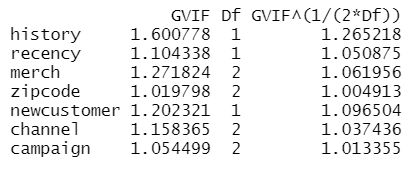 GVIF Df GVIF^(1/(2*Df))
history 1.600778 1 1.265218
recency 1.104338 1 1.050875
merch 1.271824 2 1.061956
zipcode 1.019798 2 1.004913
newcustomer 1.202321 1 1.096504
channel 1.158365 2 1.037436
campaign 1.054499 2 1.013355